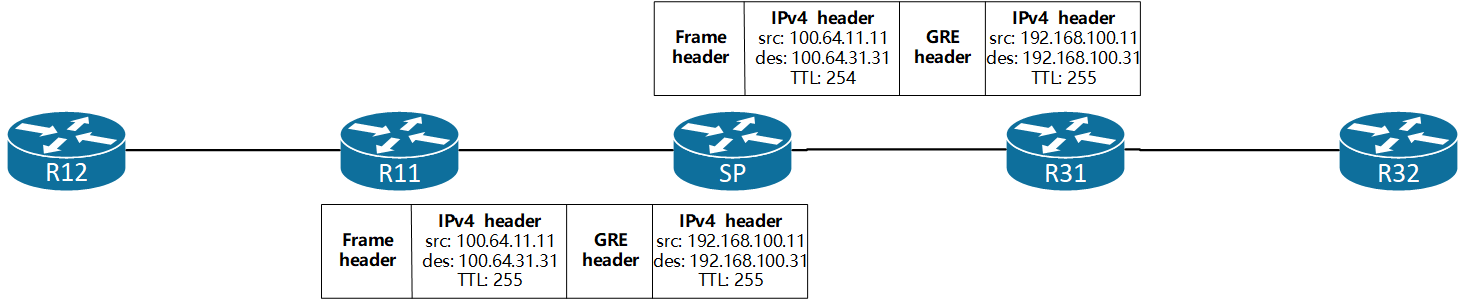 Frame
header
IPv4 header
src: 100.64.11.11
des: 100.64.31.31
TTL: 254
GRE
header
IPv4 header
src: 192.168.100.11
des: 192.168.100.31
TTL: 255
R12
R11
SP
R31
R32
Frame
header
IPv4 header
src: 100.64.11.11
des: 100.64.31.31
TTL: 255
GRE
header
IPv4 header
src: 192.168.100.11
des: 192.168.100.31
TTL: 255